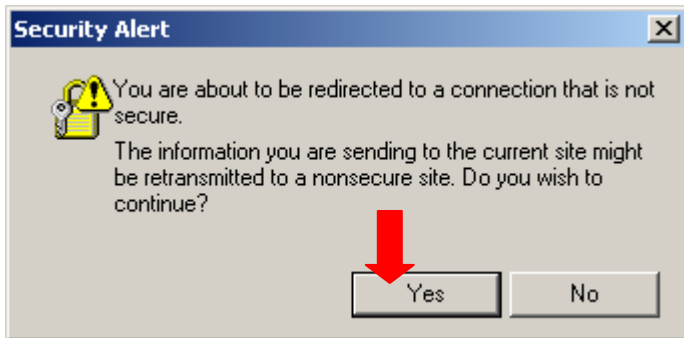 Security Alert
You are about to be redirected to a connection that is not
secure.
The information you are sending to the current site might
be retransmitted to a nonsecure site. Do you wish to
continue?
Yes No